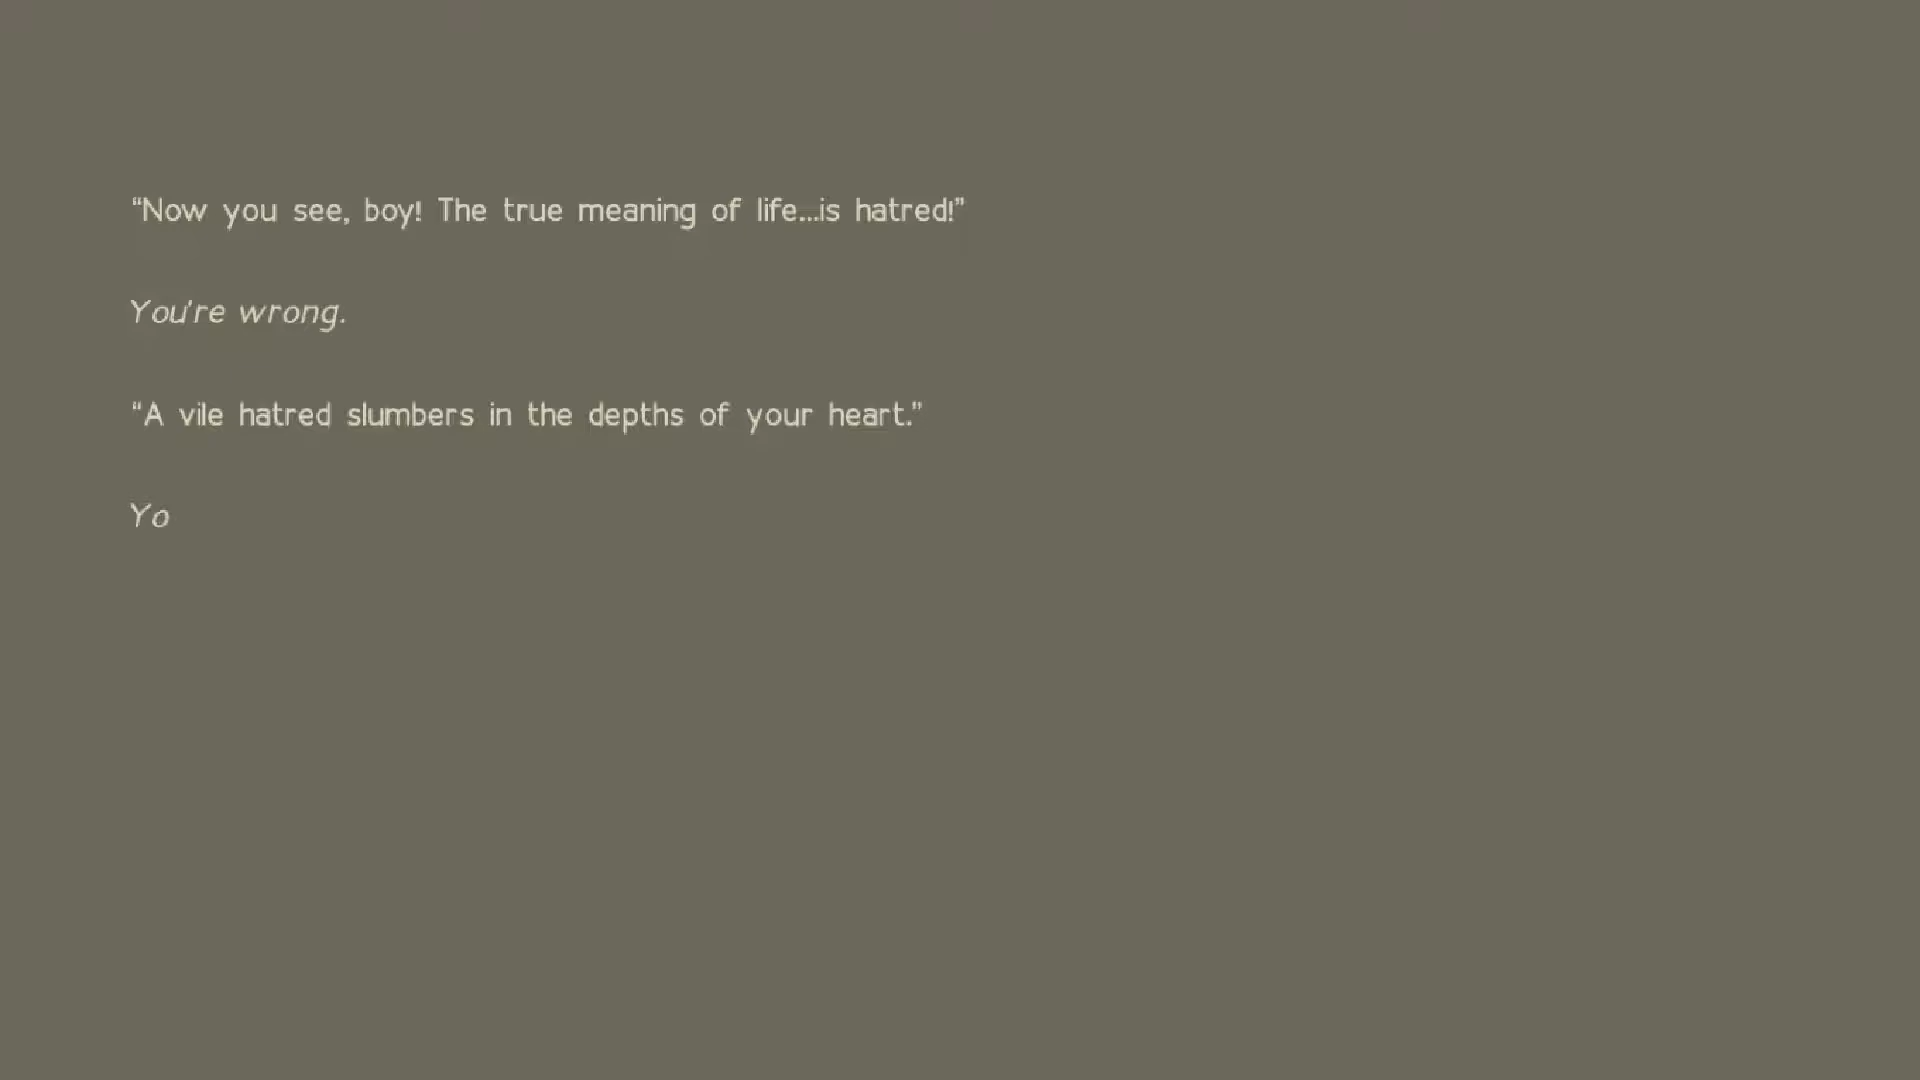 “Now you see, boy! The true meaning of life...is hatred!”
You're wrong.
“A vile hatred slumbers in the depths of your heart.”
Yo